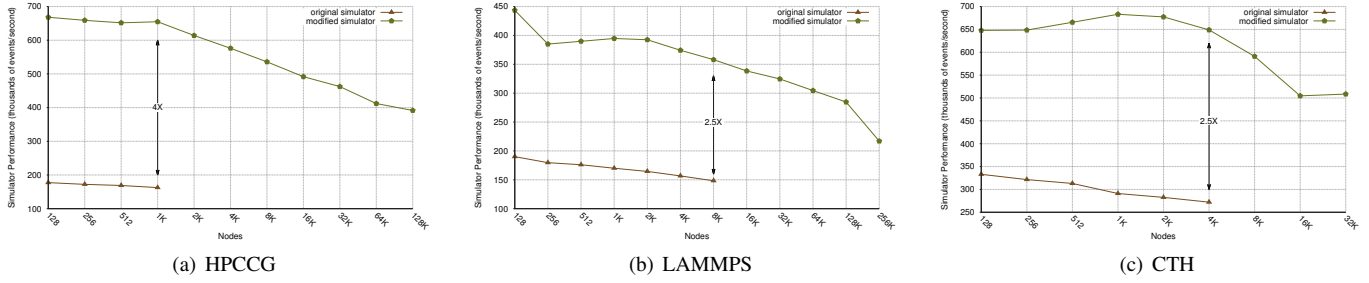 Simulator Performance (thousands of events/second)
700
600
500
400
300
200
100
original simulator
modified simulator
4X
128
256
512
1K
2K
4K
8K
16K
32K
64K
128K
Nodes
(a) HPCCG
Simulator Performance (thousands of events/second)
450
400
350
300
250
200
150
100
original simulator
modified simulator
2.5X
128
256
512
1K
2K
4K
8K
16K
32K
64K
128K
256K
Nodes
(b) LAMMPS
Simulator Performance (thousands of events/second)
700
650
600
550
500
450
400
350
300
250
original simulator
modified simulator
2.5X
128
256
512
1K
2K
4K
8K
16K
32K
Nodes
(c) CTH